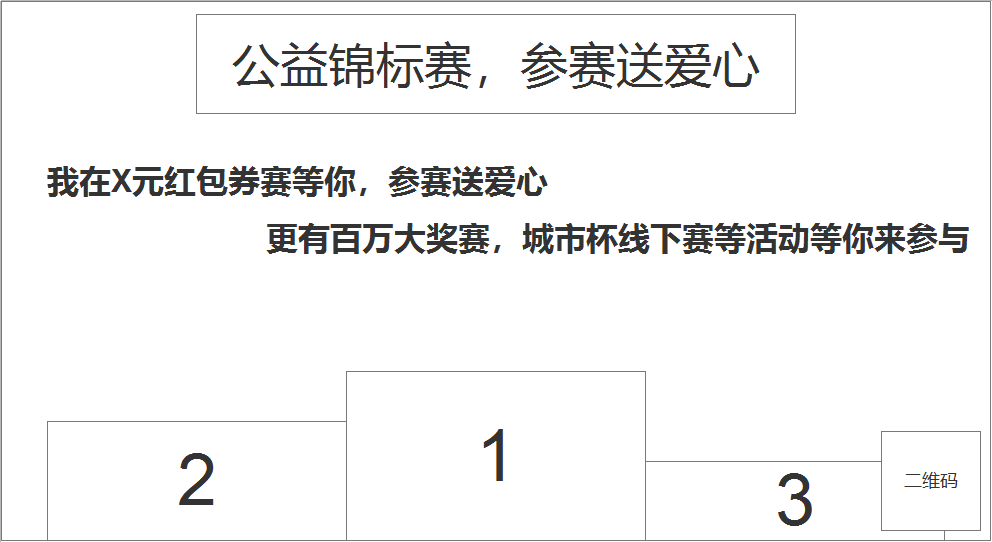 公益锦标赛，参赛送爱心
我在X元红包券赛等你，参赛送爱心
更有百万大奖赛，城市杯线下赛等活动等你来参与
2
1
3
二维码